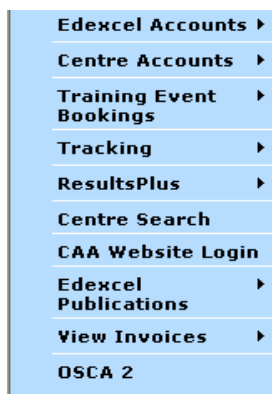 Edexcel Accounts
Centre Accounts
Training Event
Bookings
Tracking
ResultsPlus
Centre Search
CAA Website Login
Edexcel
Publications
View Invoices
OSCA 2